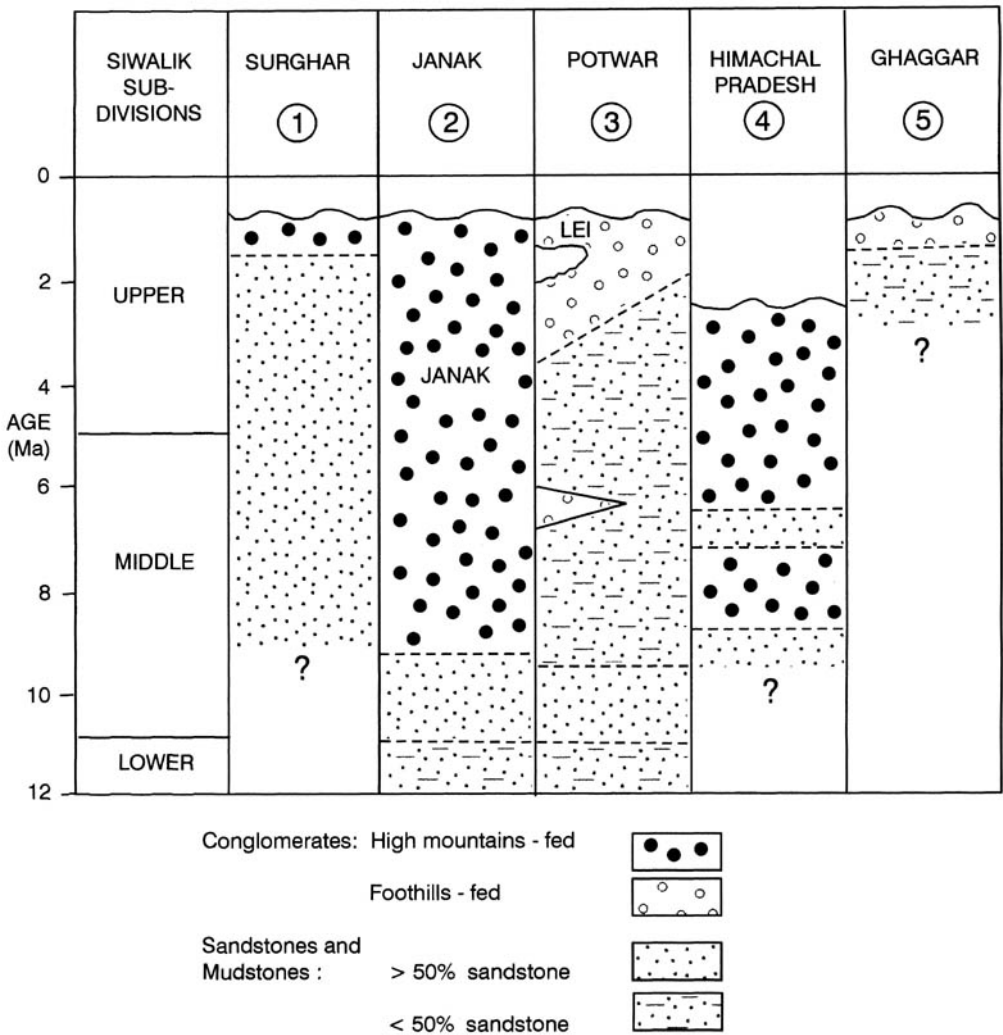 SIWALIK
SUB-
DIVISIONS
SURGHAR
1
JANAK
2
POTWAR
3
HIMACHAL
PRADESH
4
GHAGGAR
5
0
2
4
AGE
(Ma)
6
8
10
12
UPPER
MIDDLE
LOWER
?
JANAK
LEI
?
?
Conglomerates: High mountains - fed
Foothills - fed
Sandstones and
Mudstones : > 50% sandstone
< 50% sandstone